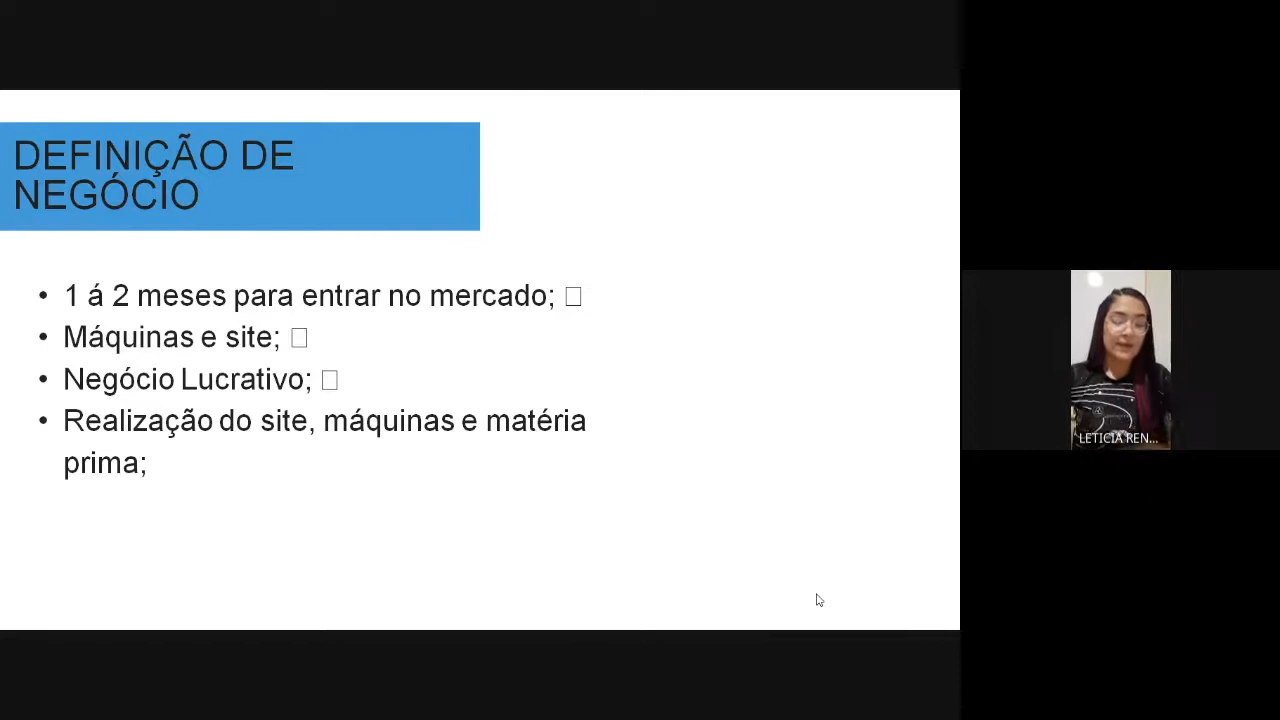 DEFINIÇÃO DE
NEGÓCIO
• 1 á 2 meses para entrar no mercado; □
• Máquinas e site; □
• Negócio Lucrativo; □
• Realização do site, máquinas e matéria
prima;
LETICIA REN...